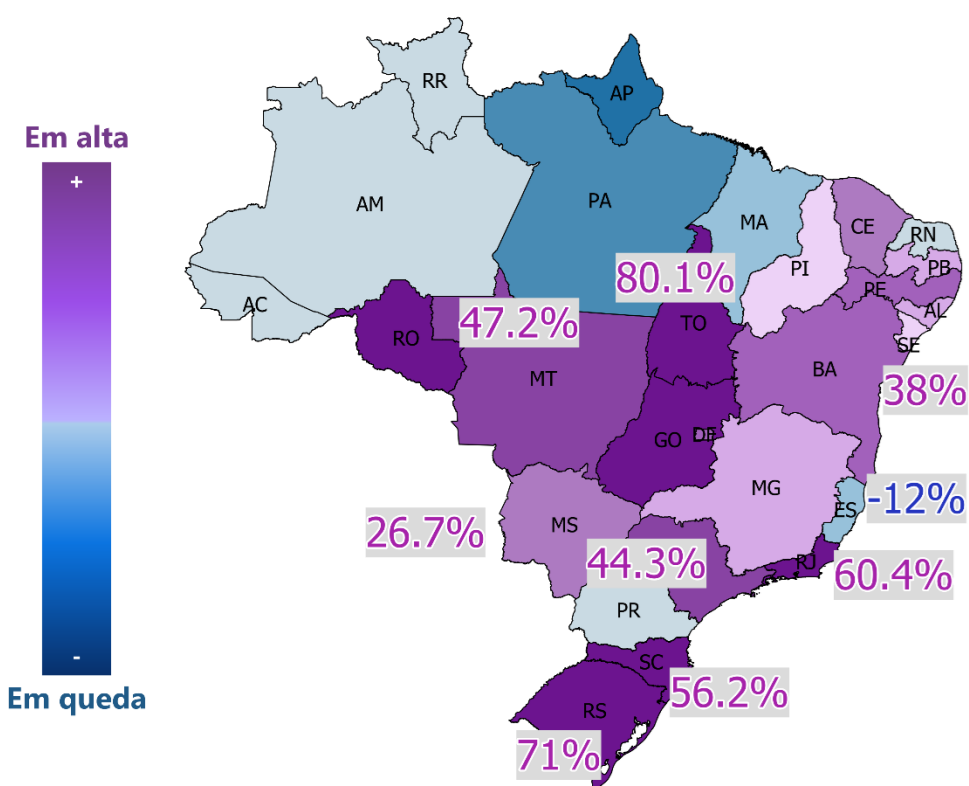 Em alta
+
-
Em queda
RR
AP
AM
PA
MA
CE
RN
PI
PB
PE
AL
SE
AC
80.1%
RO
47.2%
TO
MT
BA
38%
GO
DF
MG
ES
-12%
MS
26.7%
44.3%
RJ
60.4%
PR
SC
56.2%
RS
71%